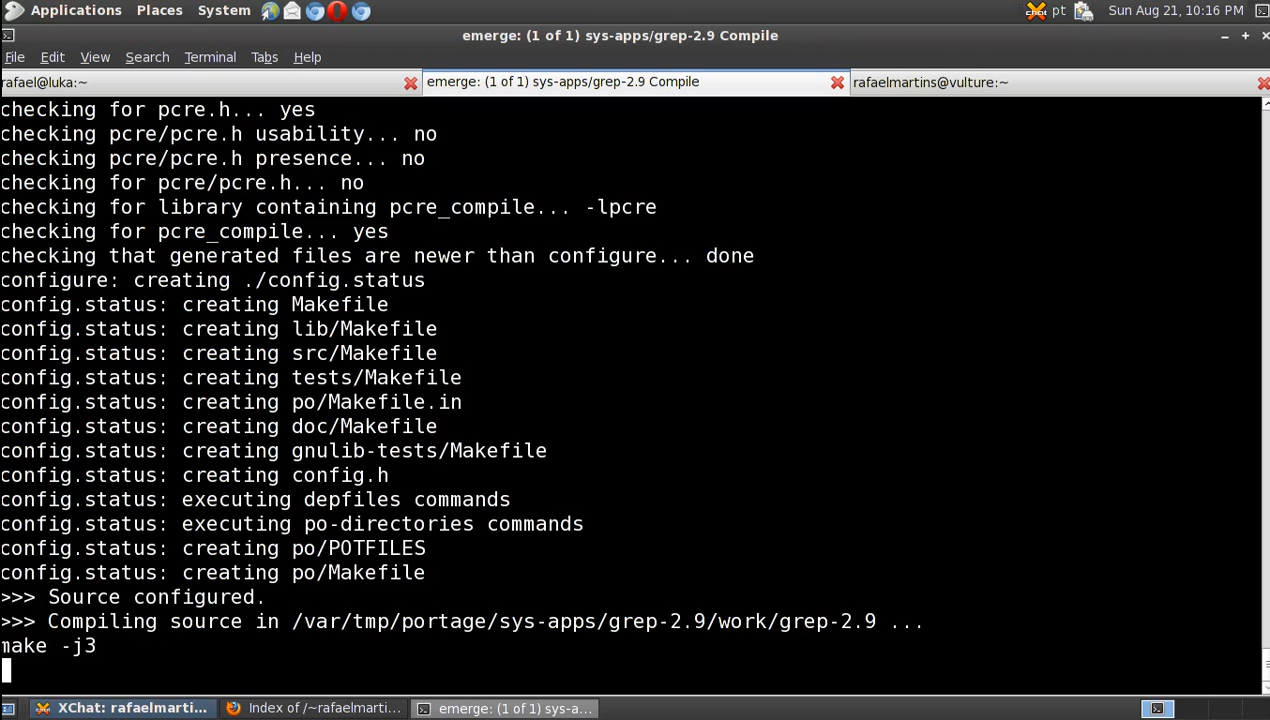 Applications Places System
chat pt Sun Aug 21, 10:16 PM
emerge: (1 of 1) sys-apps/grep-2.9 Compile
File Edit View Search Terminal Tabs Help
rafael@luka:~ emerge: (1 of 1) sys-apps/grep-2.9 Compile rafaelmartins@vulture:~
checking for pcre.h... yes
checking pcre/pcre.h usability... no
checking pcre/pcre.h presence... no
checking for pcre/pcre.h... no
checking for library containing pcre_compile... -lpcre
checking for pcre_compile... yes
checking that generated files are newer than configure... done
configure: creating ./config.status
config.status: creating Makefile
config.status: creating lib/Makefile
config.status: creating src/Makefile
config.status: creating tests/Makefile
config.status: creating po/Makefile.in
config.status: creating doc/Makefile
config.status: creating gnulib-tests/Makefile
config.status: creating config.h
config.status: executing depfiles commands
config.status: executing po-directories commands
config.status: creating po/POTFILES
config.status: creating po/Makefile
>>> Source configured.
>>> Compiling source in /var/tmp/portage/sys-apps/grep-2.9/work/grep-2.9 ...
make -j3
XChat: rafaelmarti... Index of /~rafaelmarti... emerge: (1 of 1) sys-a...